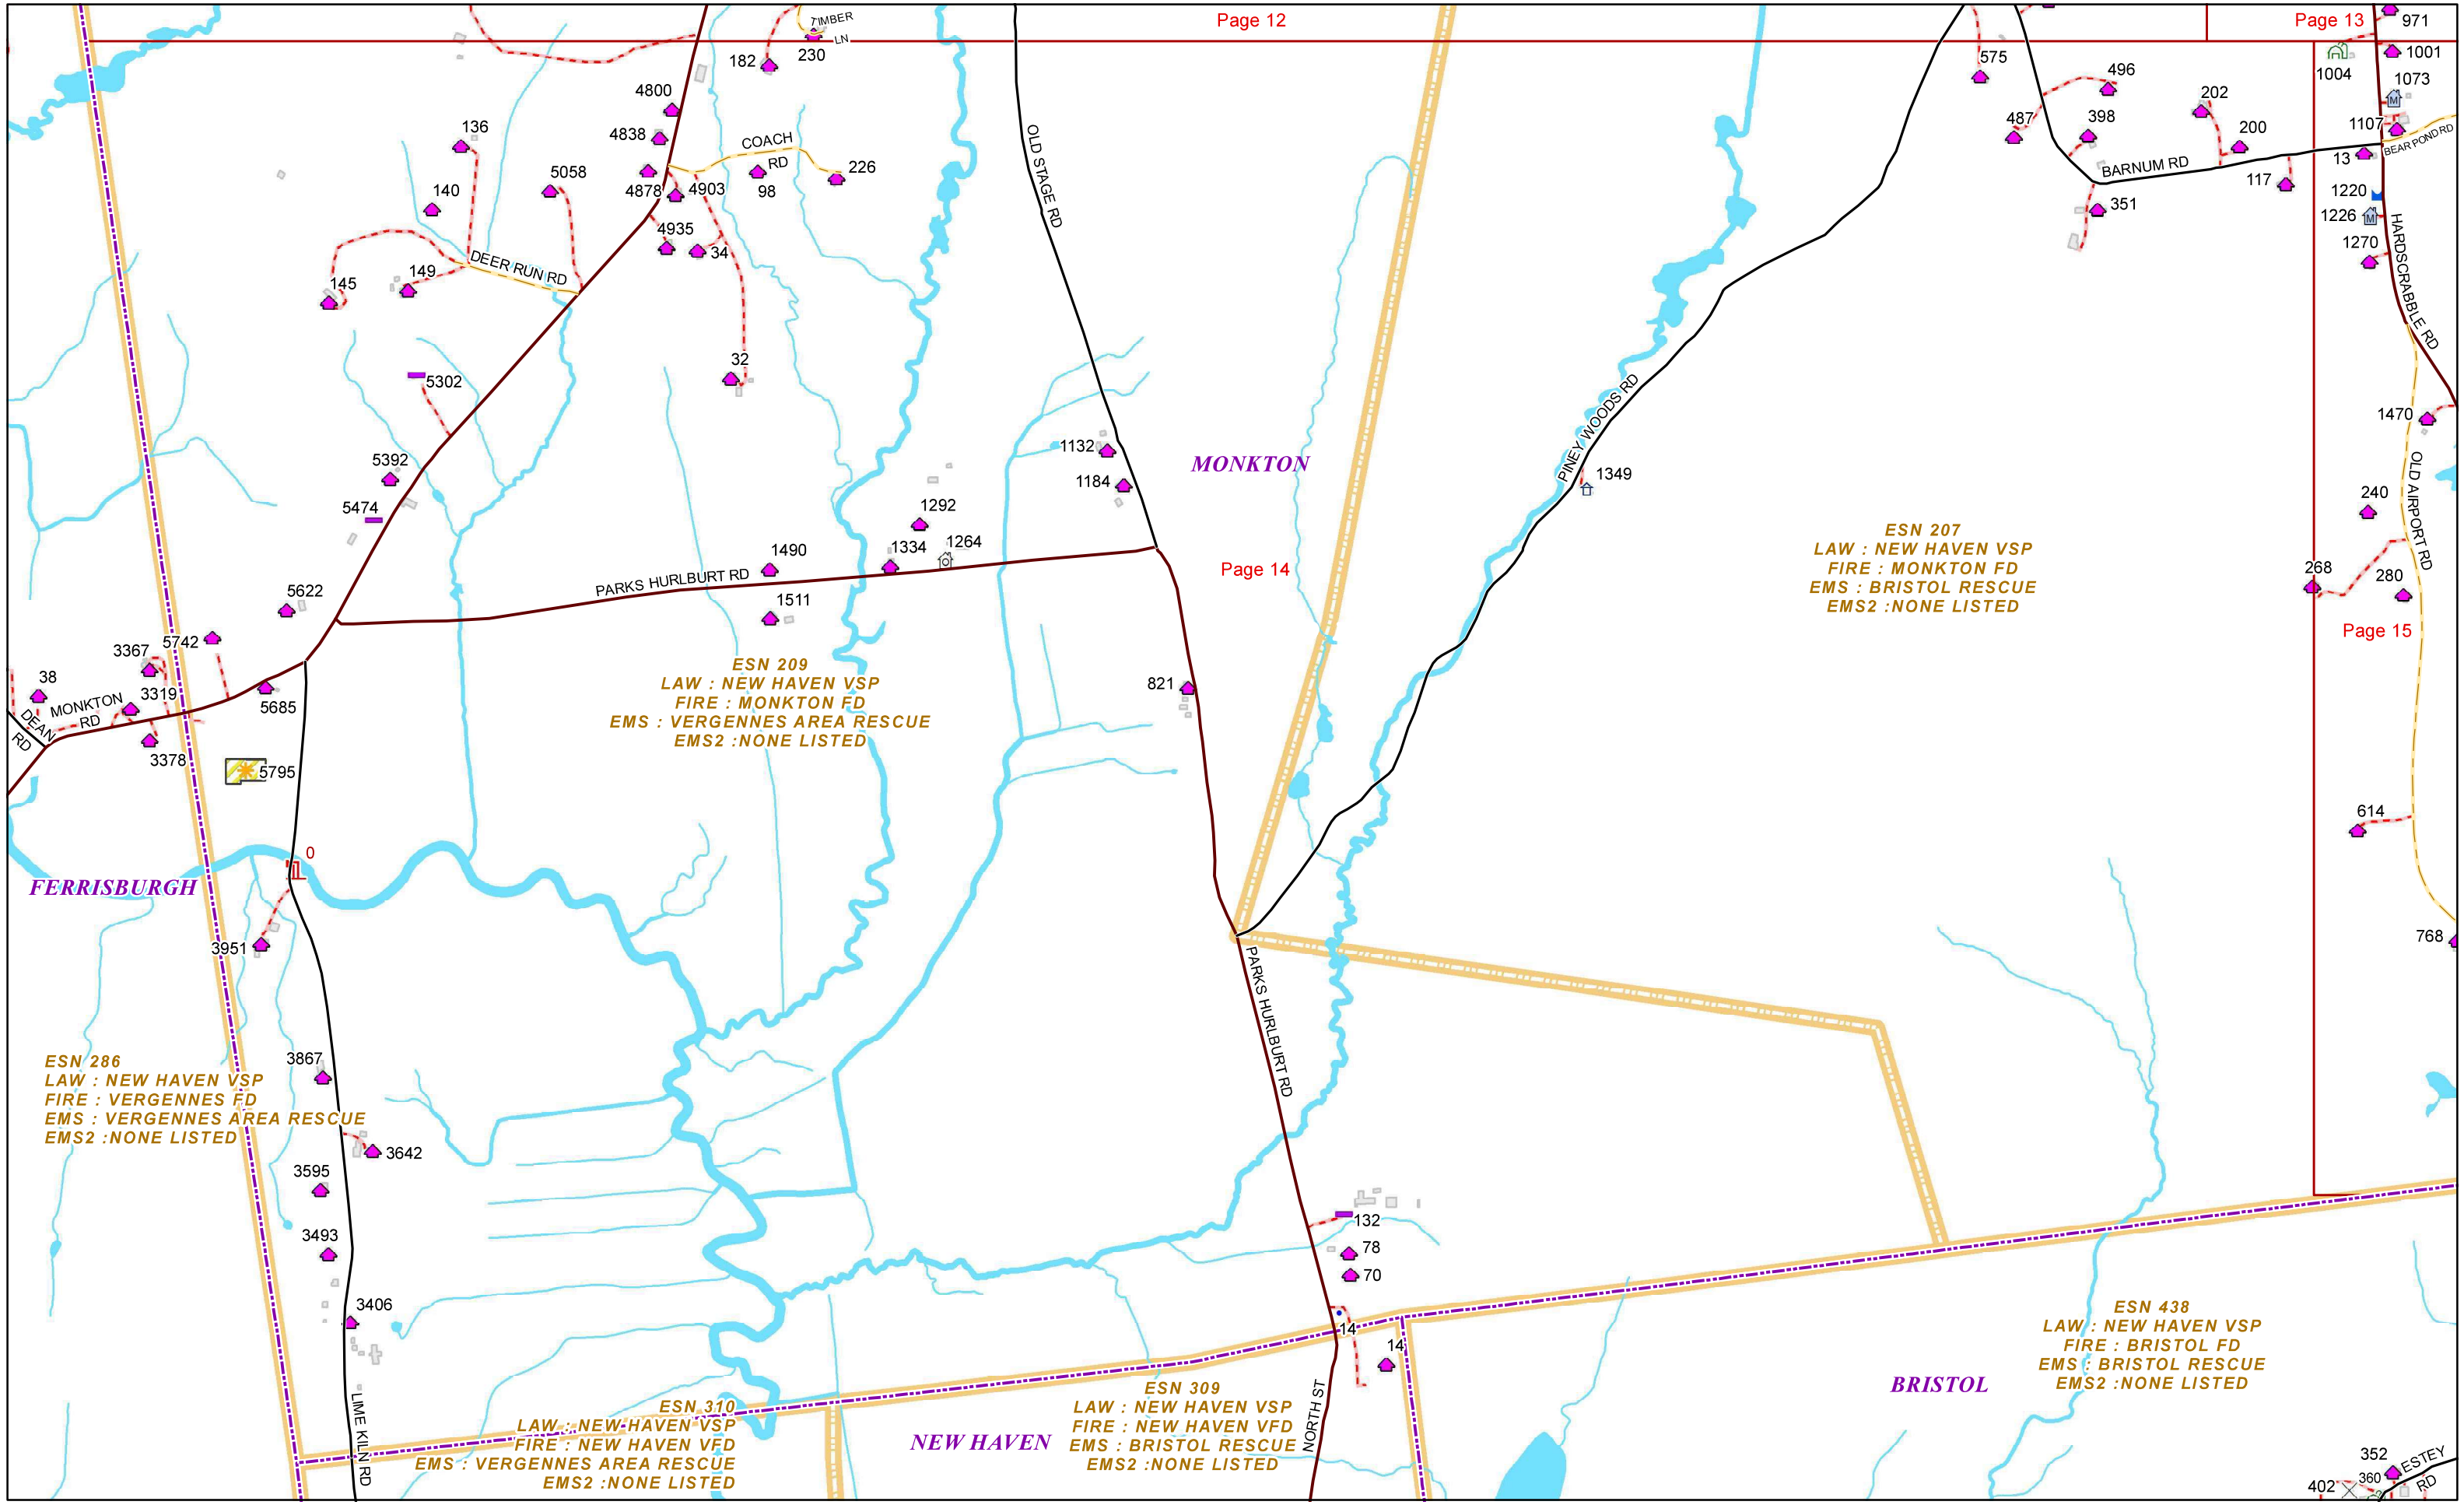 Page 12
Page 13
TIMBER
LN
230
182
971
1001
1004
1073
575
496
202
487
398
200
1107
BEAR POND RD
13
BARNUM RD
117
351
1220
1226
1270
HARDSCRABBLE RD
4800
4838
136
COACH
RD
98
226
5058
4878
4903
140
4935
34
OLD STAGE RD
DEER RUN RD
149
145
32
5302
PINEY WOODS RD
1470
1132
MONKTON
5392
1184
1349
OLD AIRPORT RD
5474
1292
240
ESN 207
LAW : NEW HAVEN VSP
FIRE : MONKTON FD
EMS : BRISTOL RESCUE
EMS2 :NONE LISTED
1264
1334
1490
Page 14
PARKS HURLBURT RD
268
280
5622
1511
Page 15
5742
3367
ESN 209
LAW : NEW HAVEN VSP
FIRE : MONKTON FD
EMS : VERGENNES AREA RESCUE
EMS2 :NONE LISTED
38
3319
MONKTON
RD
821
5685
DEAN
RD
3378
5795
614
0
FERRISBURGH
3951
768
PARKS HURLBURT RD
ESN 286
LAW : NEW HAVEN VSP
FIRE : VERGENNES FD
EMS : VERGENNES AREA RESCUE
EMS2 :NONE LISTED
3867
3642
3595
3493
132
78
70
3406
14
14
ESN 438
LAW : NEW HAVEN VSP
FIRE : BRISTOL FD
EMS : BRISTOL RESCUE
EMS2 :NONE LISTED
BRISTOL
ESN 309
LAW : NEW HAVEN VSP
FIRE : NEW HAVEN VFD
EMS : BRISTOL RESCUE
EMS2 :NONE LISTED
NORTH ST
NEW HAVEN
ESN 310
LAW : NEW HAVEN VSP
FIRE : NEW HAVEN VFD
EMS : VERGENNES AREA RESCUE
EMS2 :NONE LISTED
LIME KILN RD
352
360
402
ESTEY
RD